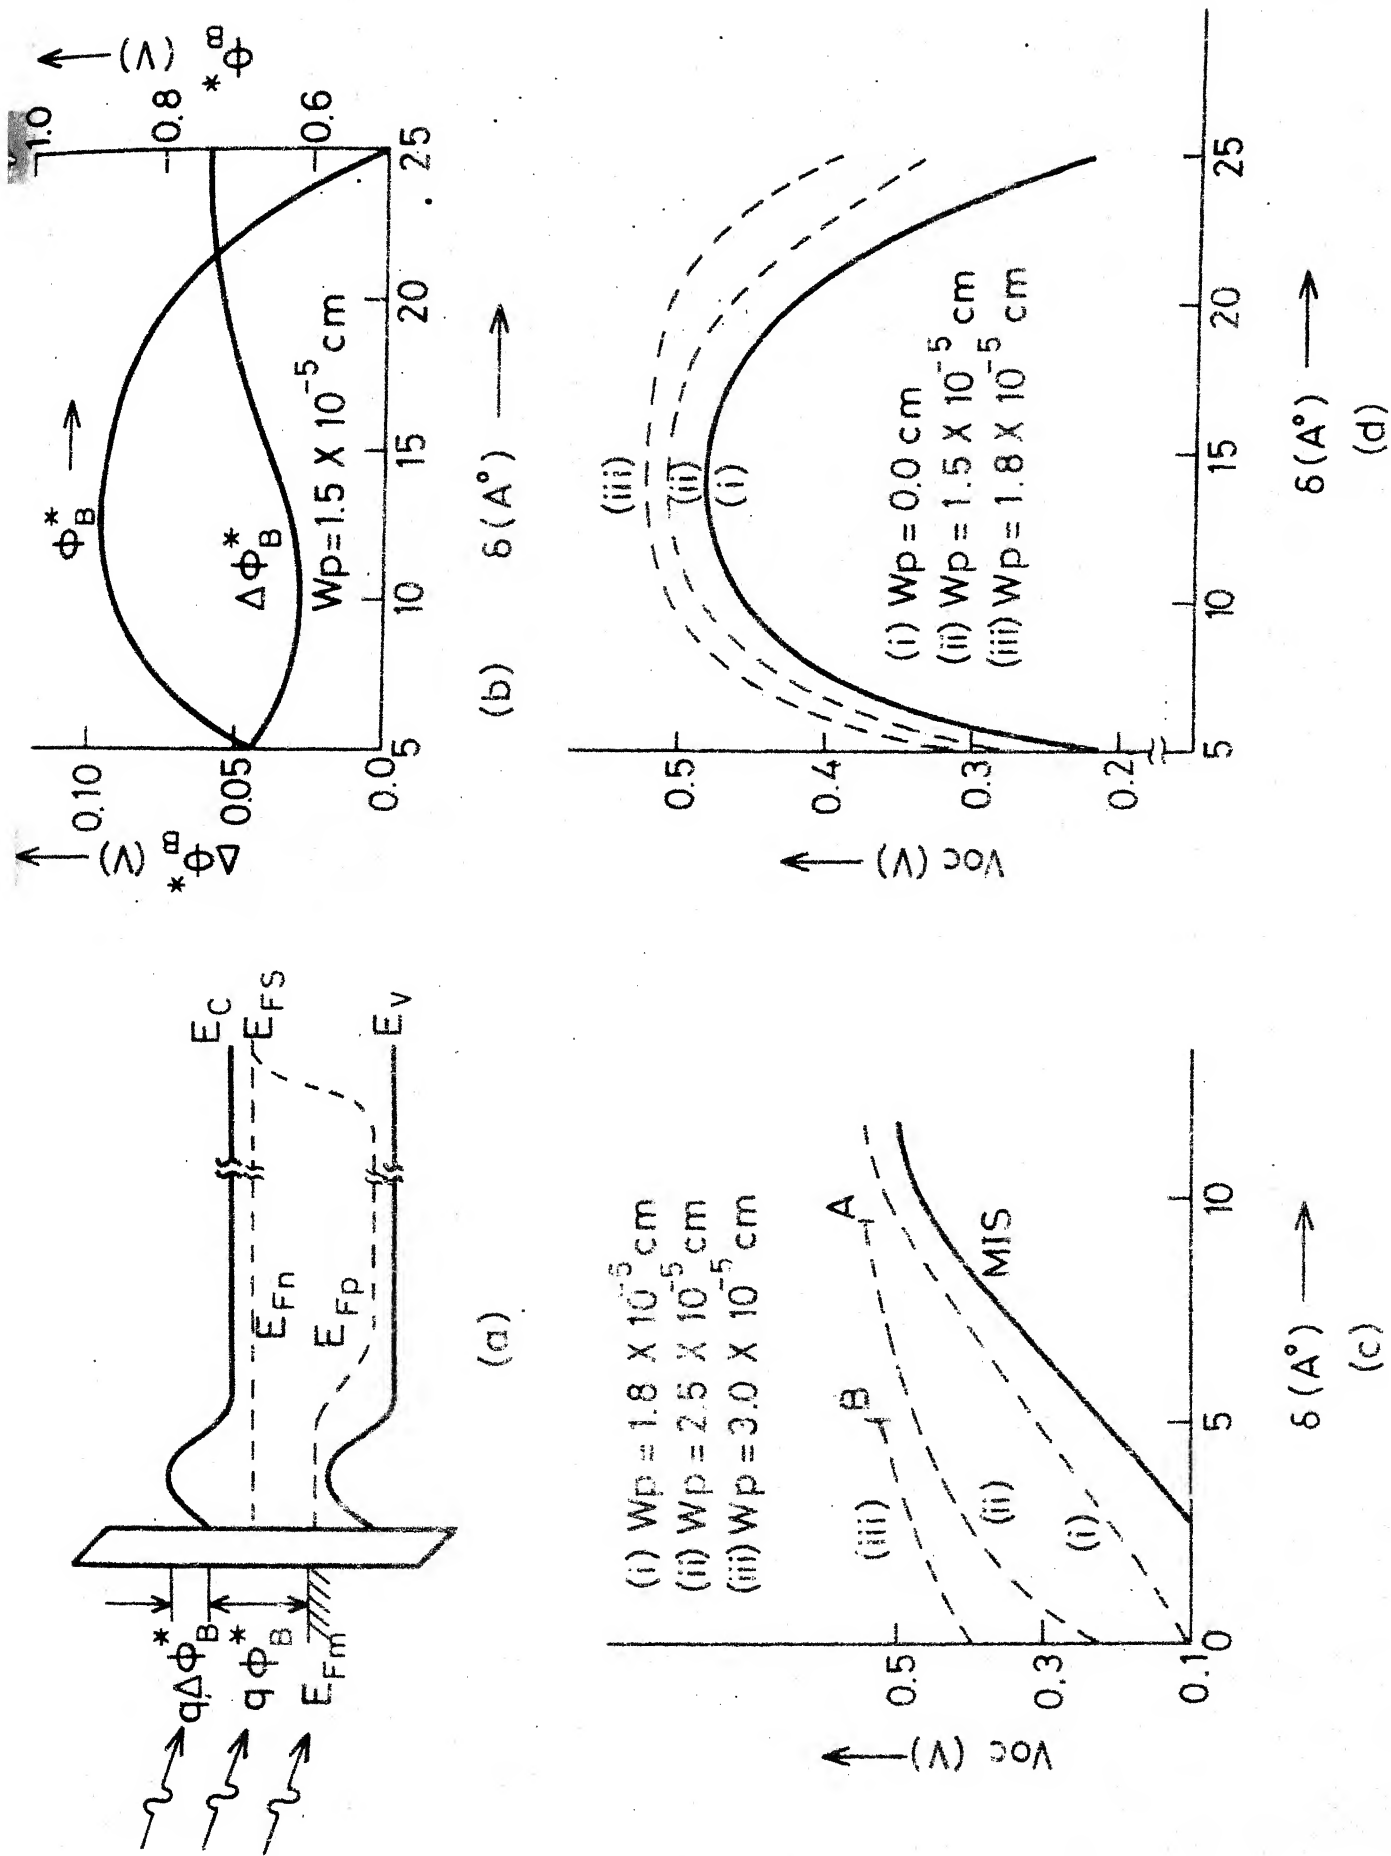 qΔΦ*B
qΦ*B
EFm
EC
EFS
EFn
EFp
EV
(a)
ΔΦ*B (V)
0.10
0.05
0.0
Φ*B
ΔΦ*B
Wp=1.5 X 10⁻⁵ cm
1.0
0.8
0.6
Φ*B (V)
5
10
15
20
25
δ(A°)
(b)
Voc (V)
0.5
0.3
0.1
(i) Wp = 1.8 X 10⁻⁵ cm
(ii) Wp = 2.5 X 10⁻⁵ cm
(iii) Wp = 3.0 X 10⁻⁵ cm
A
B
(iii)
(ii)
(i)
MIS
0
5
10
δ(A°)
(c)
Voc (V)
0.5
0.4
0.3
0.2
(iii)
(ii)
(i)
(i) Wp = 0.0 cm
(ii) Wp = 1.5 X 10⁻⁵ cm
(iii) Wp = 1.8 X 10⁻⁵ cm
5
10
15
20
25
δ(A°)
(d)